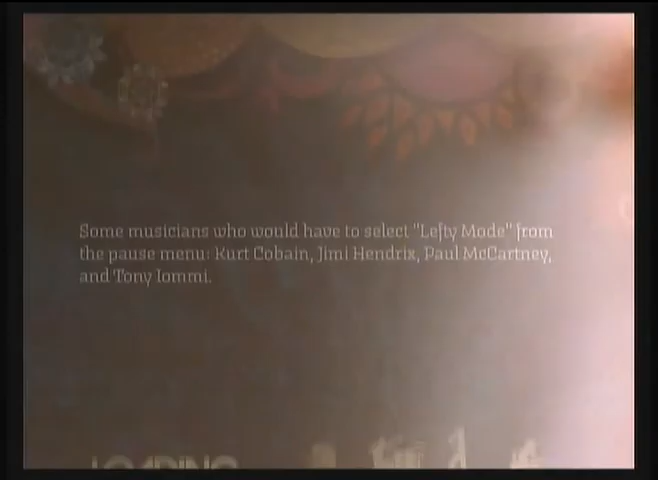 Some musicians who would have to select "Lefty Mode" from
the pause menu: Kurt Cobain, Jimi Hendrix, Paul McCartney,
and Tony Iommi.
LOADING